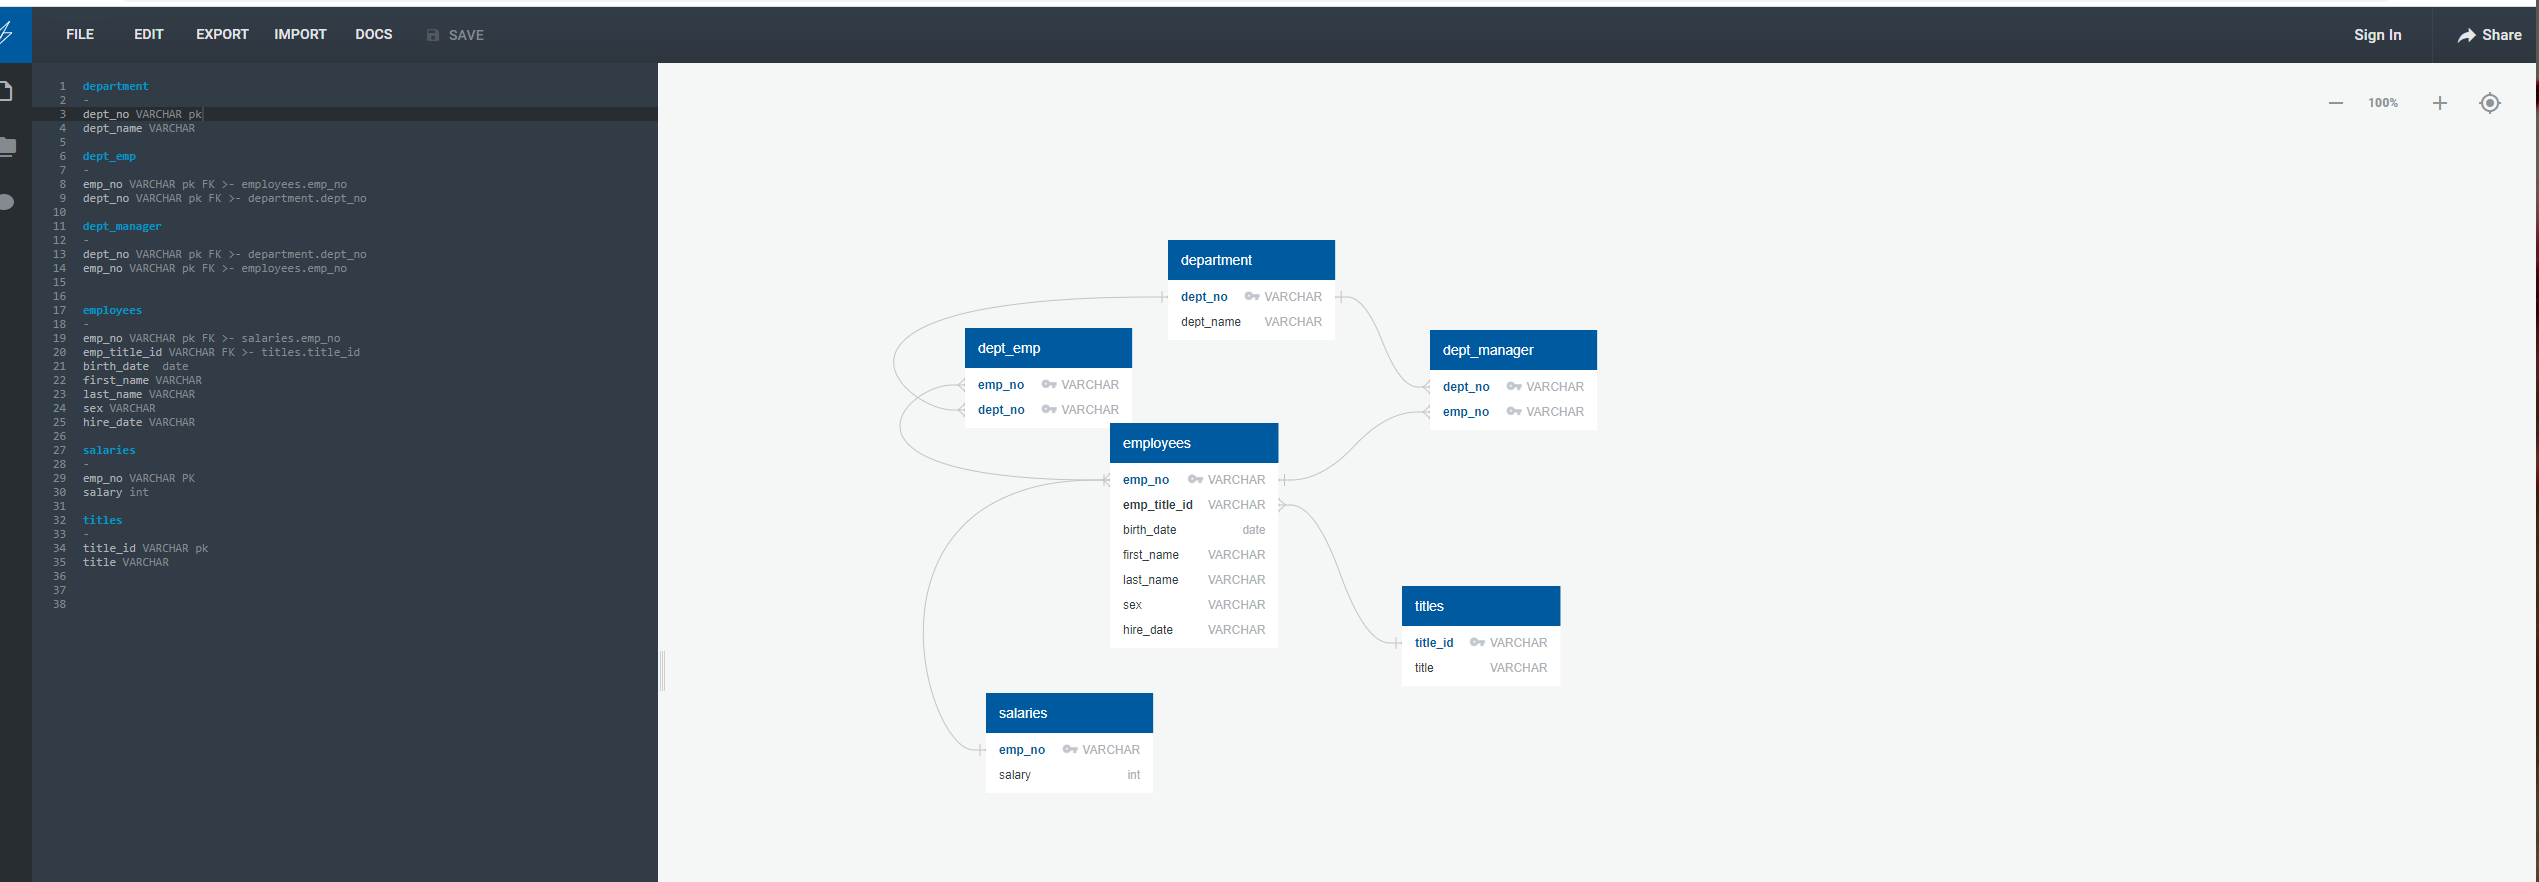 FILE EDIT EXPORT IMPORT DOCS SAVE Sign In Share
1 department
2 -
3 dept_no VARCHAR pk
4 dept_name VARCHAR
5
6 dept_emp
7 -
8 emp_no VARCHAR pk FK >- employees.emp_no
9 dept_no VARCHAR pk FK >- department.dept_no
10
11 dept_manager
12 -
13 dept_no VARCHAR pk FK >- department.dept_no
14 emp_no VARCHAR pk FK >- employees.emp_no
15
16
17 employees
18 -
19 emp_no VARCHAR pk FK >- salaries.emp_no
20 emp_title_id VARCHAR FK >- titles.title_id
21 birth_date  date
22 first_name VARCHAR
23 last_name VARCHAR
24 sex VARCHAR
25 hire_date VARCHAR
26
27 salaries
28 -
29 emp_no VARCHAR PK
30 salary int
31
32 titles
33 -
34 title_id VARCHAR pk
35 title VARCHAR
36
37
38
100%
department
dept_no VARCHAR
dept_name VARCHAR
dept_emp
emp_no VARCHAR
dept_no VARCHAR
dept_manager
dept_no VARCHAR
emp_no VARCHAR
employees
emp_no VARCHAR
emp_title_id VARCHAR
birth_date date
first_name VARCHAR
last_name VARCHAR
sex VARCHAR
hire_date VARCHAR
titles
title_id VARCHAR
title VARCHAR
salaries
emp_no VARCHAR
salary int